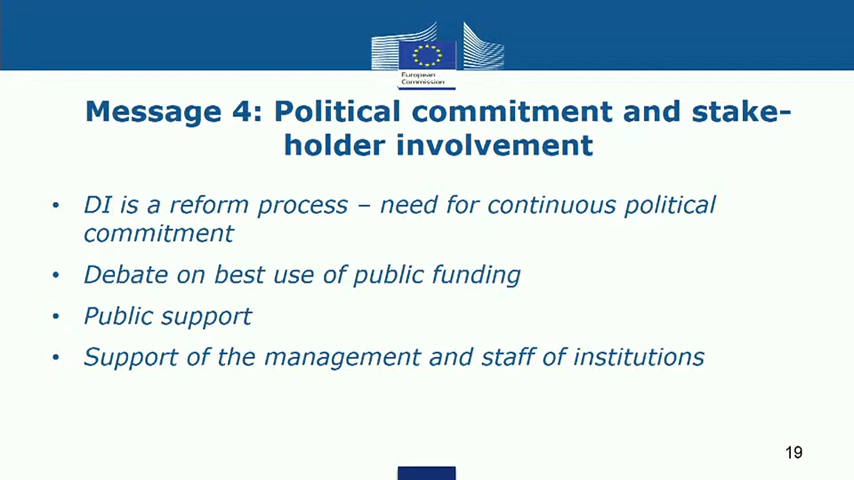 European
Commission
Message 4: Political commitment and stake-
holder involvement
• DI is a reform process – need for continuous political
commitment
• Debate on best use of public funding
• Public support
• Support of the management and staff of institutions
19